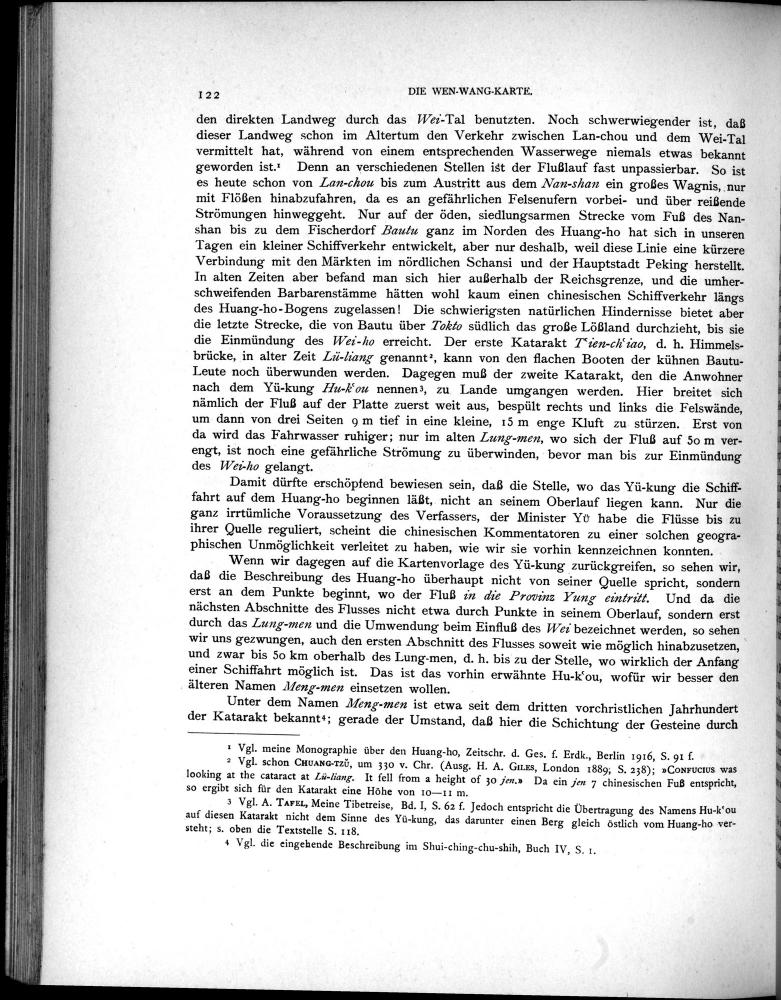 122
DIE WEN-WANG-KARTE.
den direkten Landweg durch das Wei-Tal benutzten. Noch schwerwiegender ist, daß
dieser Landweg schon im Altertum den Verkehr zwischen Lan-chou und dem Wei-Tal
vermittelt hat, während von einem entsprechenden Wasserwege niemals etwas bekannt
geworden ist.¹ Denn an verschiedenen Stellen ist der Flußlauf fast unpassierbar. So ist
es heute schon von Lan-chou bis zum Austritt aus dem Nan-shan ein großes Wagnis, nur
mit Flößen hinabzufahren, da es an gefährlichen Felsenufern vorbei- und über reißende
Strömungen hinweggeht. Nur auf der öden, siedlungsarmen Strecke vom Fuß des Nan-
shan bis zu dem Fischerdorf Bautu ganz im Norden des Huang-ho hat sich in unseren
Tagen ein kleiner Schiffverkehr entwickelt, aber nur deshalb, weil diese Linie eine kürzere
Verbindung mit den Märkten im nördlichen Schansi und der Hauptstadt Peking herstellt.
In alten Zeiten aber befand man sich hier außerhalb der Reichsgrenze, und die umher-
schweifenden Barbarenstämme hätten wohl kaum einen chinesischen Schiffverkehr längs
des Huang-ho-Bogens zugelassen! Die schwierigsten natürlichen Hindernisse bietet aber
die letzte Strecke, die von Bautu über Tokto südlich das große Lößland durchzieht, bis sie
die Einmündung des Wei-ho erreicht. Der erste Katarakt T‘ien-ch‘iao, d. h. Himmels-
brücke, in alter Zeit Lü-liang genannt², kann von den flachen Booten der kühnen Bautu-
Leute noch überwunden werden. Dagegen muß der zweite Katarakt, den die Anwohner
nach dem Yü-kung Hu-k‘ou nennen³, zu Lande umgangen werden. Hier breitet sich
nämlich der Fluß auf der Platte zuerst weit aus, bespült rechts und links die Felswände,
um dann von drei Seiten 9 m tief in eine kleine, 15 m enge Kluft zu stürzen. Erst von
da wird das Fahrwasser ruhiger; nur im alten Lung-men, wo sich der Fluß auf 50 m ver-
engt, ist noch eine gefährliche Strömung zu überwinden, bevor man bis zur Einmündung
des Wei-ho gelangt.
Damit dürfte erschöpfend bewiesen sein, daß die Stelle, wo das Yü-kung die Schiff-
fahrt auf dem Huang-ho beginnen läßt, nicht an seinem Oberlauf liegen kann. Nur die
ganz irrtümliche Voraussetzung des Verfassers, der Minister Yü habe die Flüsse bis zu
ihrer Quelle reguliert, scheint die chinesischen Kommentatoren zu einer solchen geogra-
phischen Unmöglichkeit verleitet zu haben, wie wir sie vorhin kennzeichnen konnten.
Wenn wir dagegen auf die Kartenvorlage des Yü-kung zurückgreifen, so sehen wir,
daß die Beschreibung des Huang-ho überhaupt nicht von seiner Quelle spricht, sondern
erst an dem Punkte beginnt, wo der Fluß in die Provinz Yung eintritt. Und da die
nächsten Abschnitte des Flusses nicht etwa durch Punkte in seinem Oberlauf, sondern erst
durch das Lung-men und die Umwendung beim Einfluß des Wei bezeichnet werden, so sehen
wir uns gezwungen, auch den ersten Abschnitt des Flusses soweit wie möglich hinabzusetzen,
und zwar bis 50 km oberhalb des Lung-men, d. h. bis zu der Stelle, wo wirklich der Anfang
einer Schiffahrt möglich ist. Das ist das vorhin erwähnte Hu-k‘ou, wofür wir besser den
älteren Namen Meng-men einsetzen wollen.
Unter dem Namen Meng-men ist etwa seit dem dritten vorchristlichen Jahrhundert
der Katarakt bekannt⁴; gerade der Umstand, daß hier die Schichtung der Gesteine durch
¹ Vgl. meine Monographie über den Huang-ho, Zeitschr. d. Ges. f. Erdk., Berlin 1916, S. 91 f.
² Vgl. schon CHUANG-TZŬ, um 330 v. Chr. (Ausg. H. A. GILES, London 1889; S. 238); »CONFUCIUS was
looking at the cataract at Lü-liang. It fell from a height of 30 jen.» Da ein jen 7 chinesischen Fuß entspricht,
so ergibt sich für den Katarakt eine Höhe von 10—11 m.
³ Vgl. A. TAFEL, Meine Tibetreise, Bd. I, S. 62 f. Jedoch entspricht die Übertragung des Namens Hu-k‘ou
auf diesen Katarakt nicht dem Sinne des Yü-kung, das darunter einen Berg gleich östlich vom Huang-ho ver-
steht; s. oben die Textstelle S. 118.
⁴ Vgl. die eingehende Beschreibung im Shui-ching-chu-shih, Buch IV, S. 1.